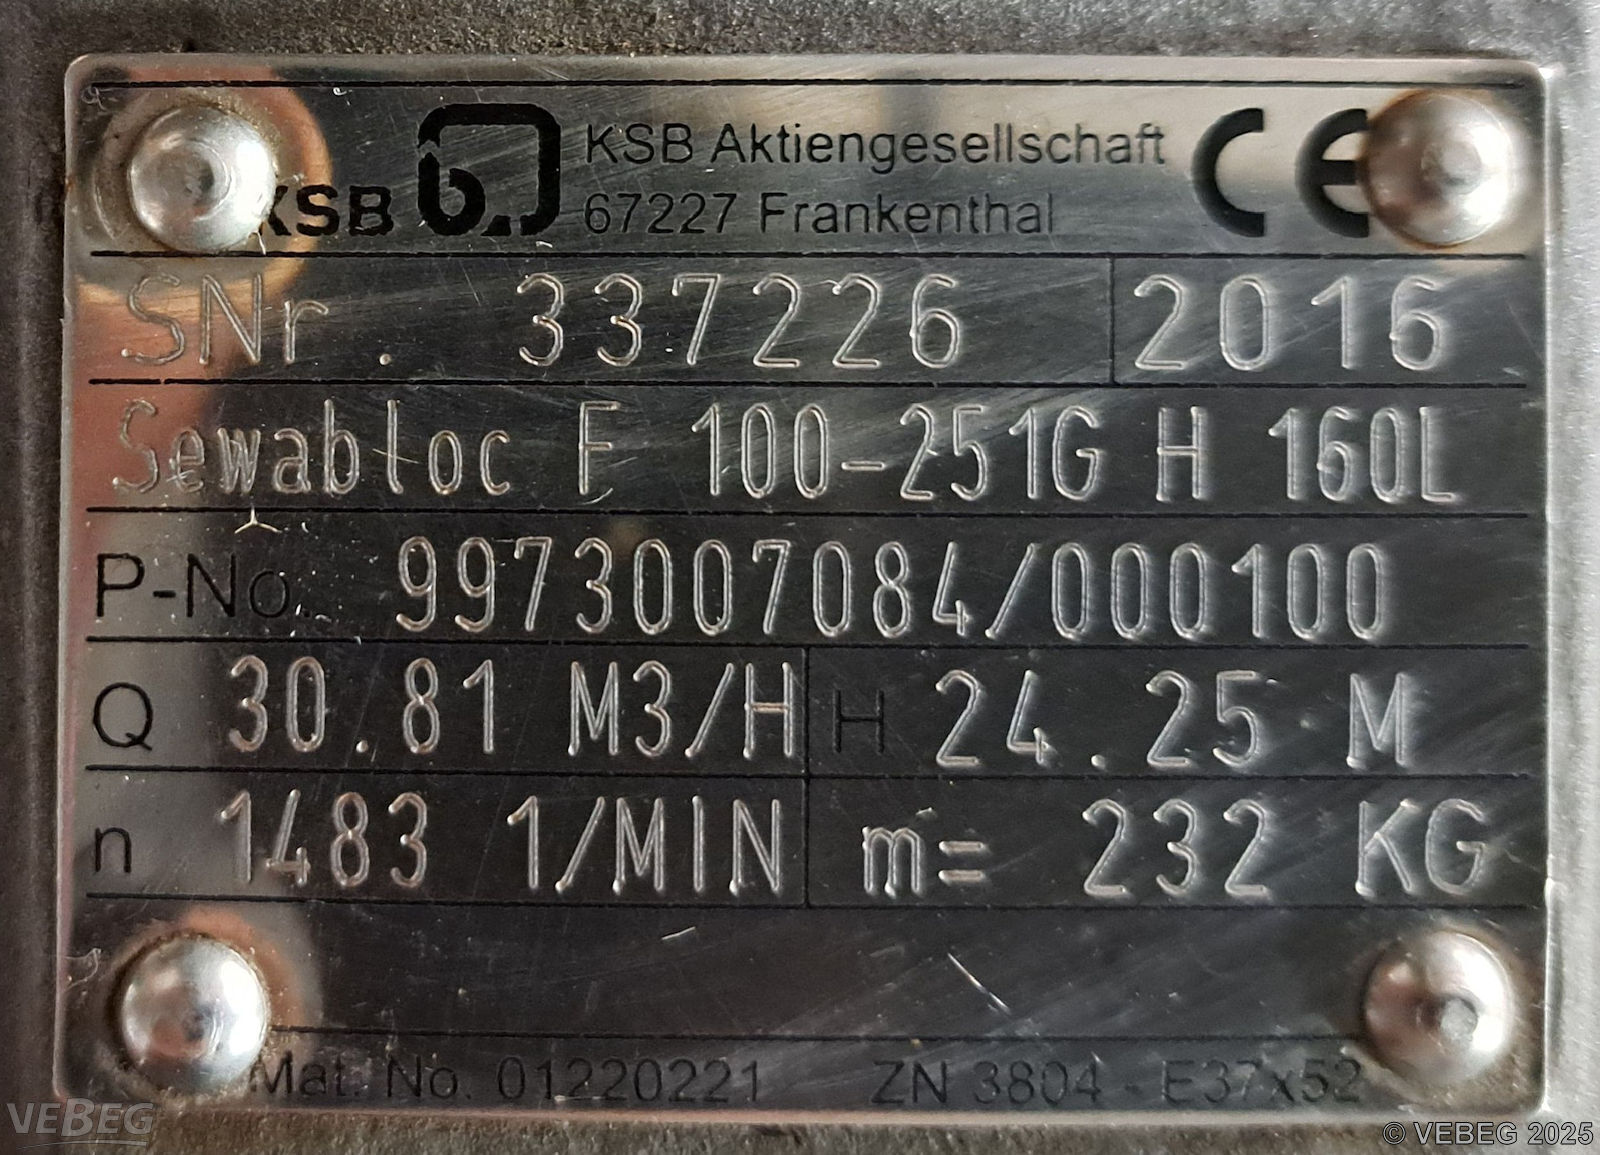 KSB KSB Aktiengesellschaft CE
67227 Frankenthal
SNr. 337226 2016
Sewabloc F 100-251G H 160L
P-No. 9973007084/000100
Q 30.81 M3/H H 24.25 M
n 1483 1/MIN m= 232 KG
Mat. No. 01220221 ZN 3804 - E37x52
VEBEG
© VEBEG 2025